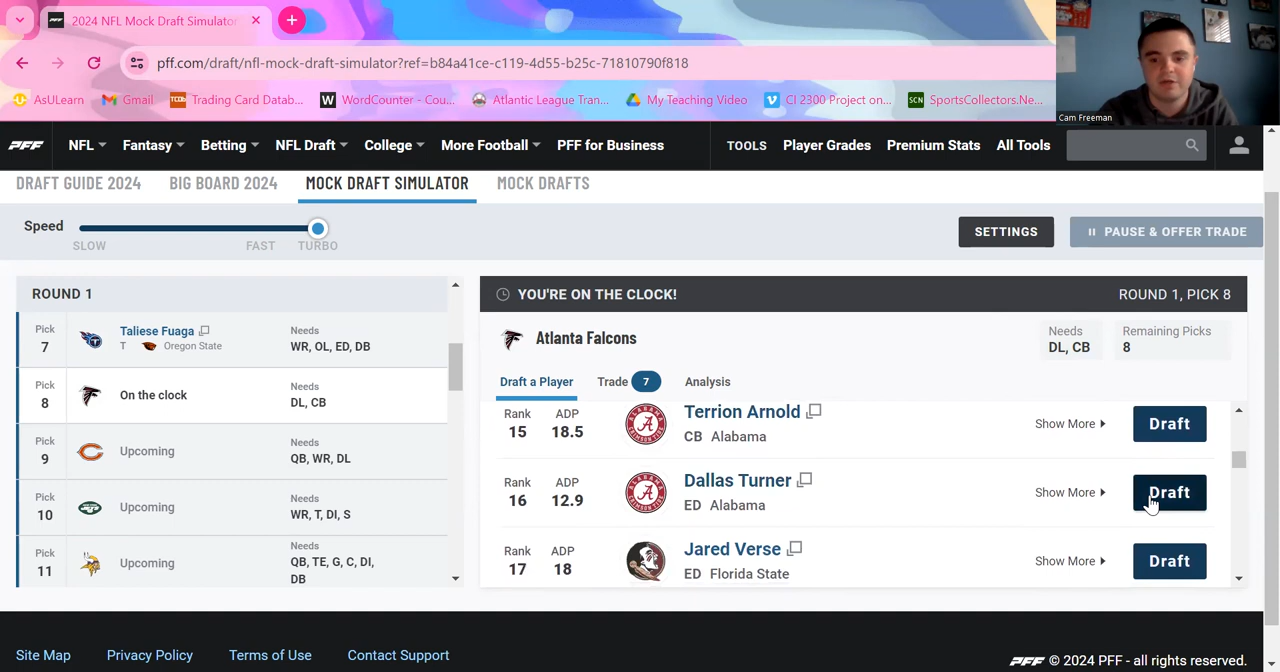 2024 NFL Mock Draft Simulator
pff.com/draft/nfl-mock-draft-simulator?ref=b84a41ce-c119-4d55-b25c-71810790f818
AsULearn
Gmail
Trading Card Datab...
WordCounter - Cou...
Atlantic League Tran...
My Teaching Video
CI 2300 Project on...
SCN SportsCollectors.Ne...
Cam Freeman
PFF NFL Fantasy Betting NFL Draft College More Football PFF for Business TOOLS Player Grades Premium Stats All Tools
DRAFT GUIDE 2024 BIG BOARD 2024 MOCK DRAFT SIMULATOR MOCK DRAFTS
Speed
SLOW FAST TURBO
SETTINGS
PAUSE & OFFER TRADE
ROUND 1
Pick 7
Taliese Fuaga
T Oregon State
Needs
WR, OL, ED, DB
Pick 8
On the clock
Needs
DL, CB
Pick 9
Upcoming
Needs
QB, WR, DL
Pick 10
Upcoming
Needs
WR, T, DI, S
Pick 11
Upcoming
Needs
QB, TE, G, C, DI,
DB
YOU'RE ON THE CLOCK!
ROUND 1, PICK 8
Atlanta Falcons
Needs
DL, CB
Remaining Picks
8
Draft a Player
Trade 7
Analysis
Rank 15
ADP 18.5
Terrion Arnold
CB Alabama
Show More
Draft
Rank 16
ADP 12.9
Dallas Turner
ED Alabama
Show More
Draft
Rank 17
ADP 18
Jared Verse
ED Florida State
Show More
Draft
Site Map Privacy Policy Terms of Use Contact Support
PFF © 2024 PFF - all rights reserved.